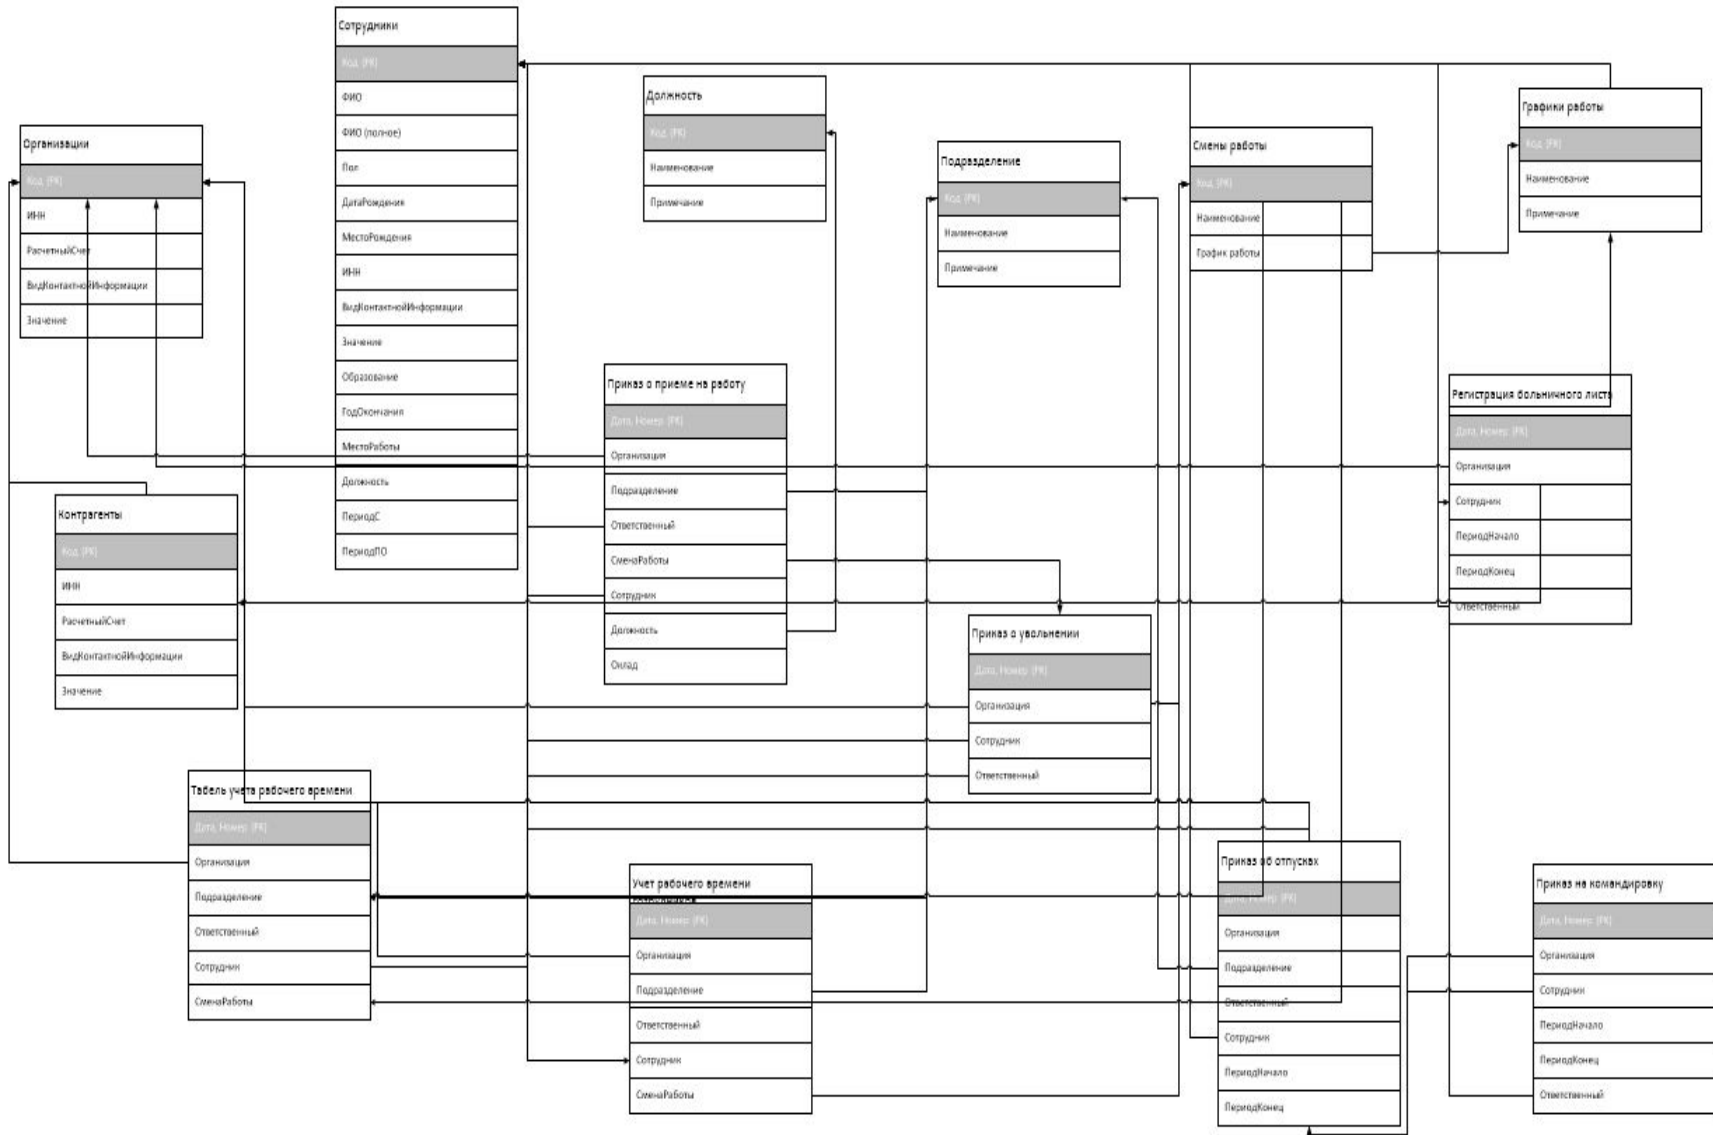 Сотрудники
Код (PK)
ФИО
ФИО (полное)
Пол
ДатаРождения
МестоРождения
ИНН
ВидКонтактнойИнформации
Значение
Образование
ГодОкончания
МестоРаботы
Должность
ПериодС
ПериодПО
Должность
Код (PK)
Наименование
Примечание
Графики работы
Код (PK)
Наименование
Примечание
Организации
Код (PK)
ИНН
РасчетныйСчет
ВидКонтактнойИнформации
Значение
Подразделение
Код (PK)
Наименование
Примечание
Смены работы
Код (PK)
Наименование
График работы
Приказ о приеме на работу
Дата, Номер (PK)
Организация
Подразделение
Ответственный
СменаРаботы
Сотрудник
Должность
Оклад
Регистрация больничного листа
Дата, Номер (PK)
Организация
Сотрудник
ПериодНачало
ПериодКонец
Ответственный
Контрагенты
Код (PK)
ИНН
РасчетныйСчет
ВидКонтактнойИнформации
Значение
Приказ о увольнении
Дата, Номер (PK)
Организация
Сотрудник
Ответственный
Табель учета рабочего времени
Дата, Номер (PK)
Организация
Подразделение
Ответственный
Сотрудник
СменаРаботы
Учет рабочего времени
сотрудников
Дата, Номер (PK)
Организация
Подразделение
Ответственный
Сотрудник
СменаРаботы
Приказ об отпусках
Дата, Номер (PK)
Организация
Подразделение
Ответственный
Сотрудник
ПериодНачало
ПериодКонец
Приказ на командировку
Дата, Номер (PK)
Организация
Сотрудник
ПериодНачало
ПериодКонец
Ответственный